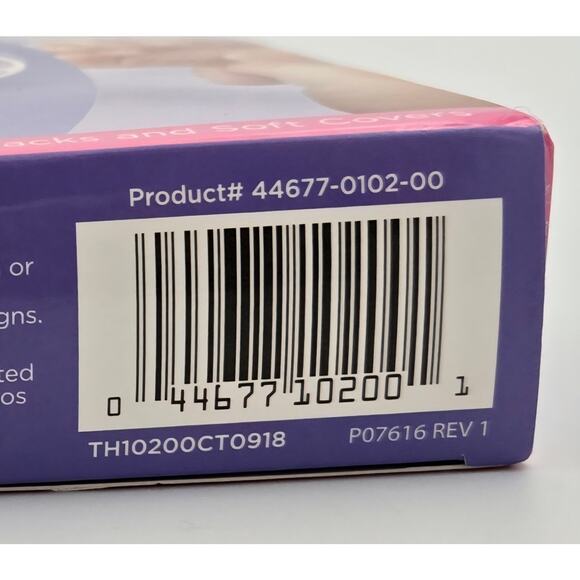 acks and Soft Covers
Product# 44677-0102-00
or
gns.
ted
os
0 44677 10200 1
TH10200CT0918
P07616 REV 1